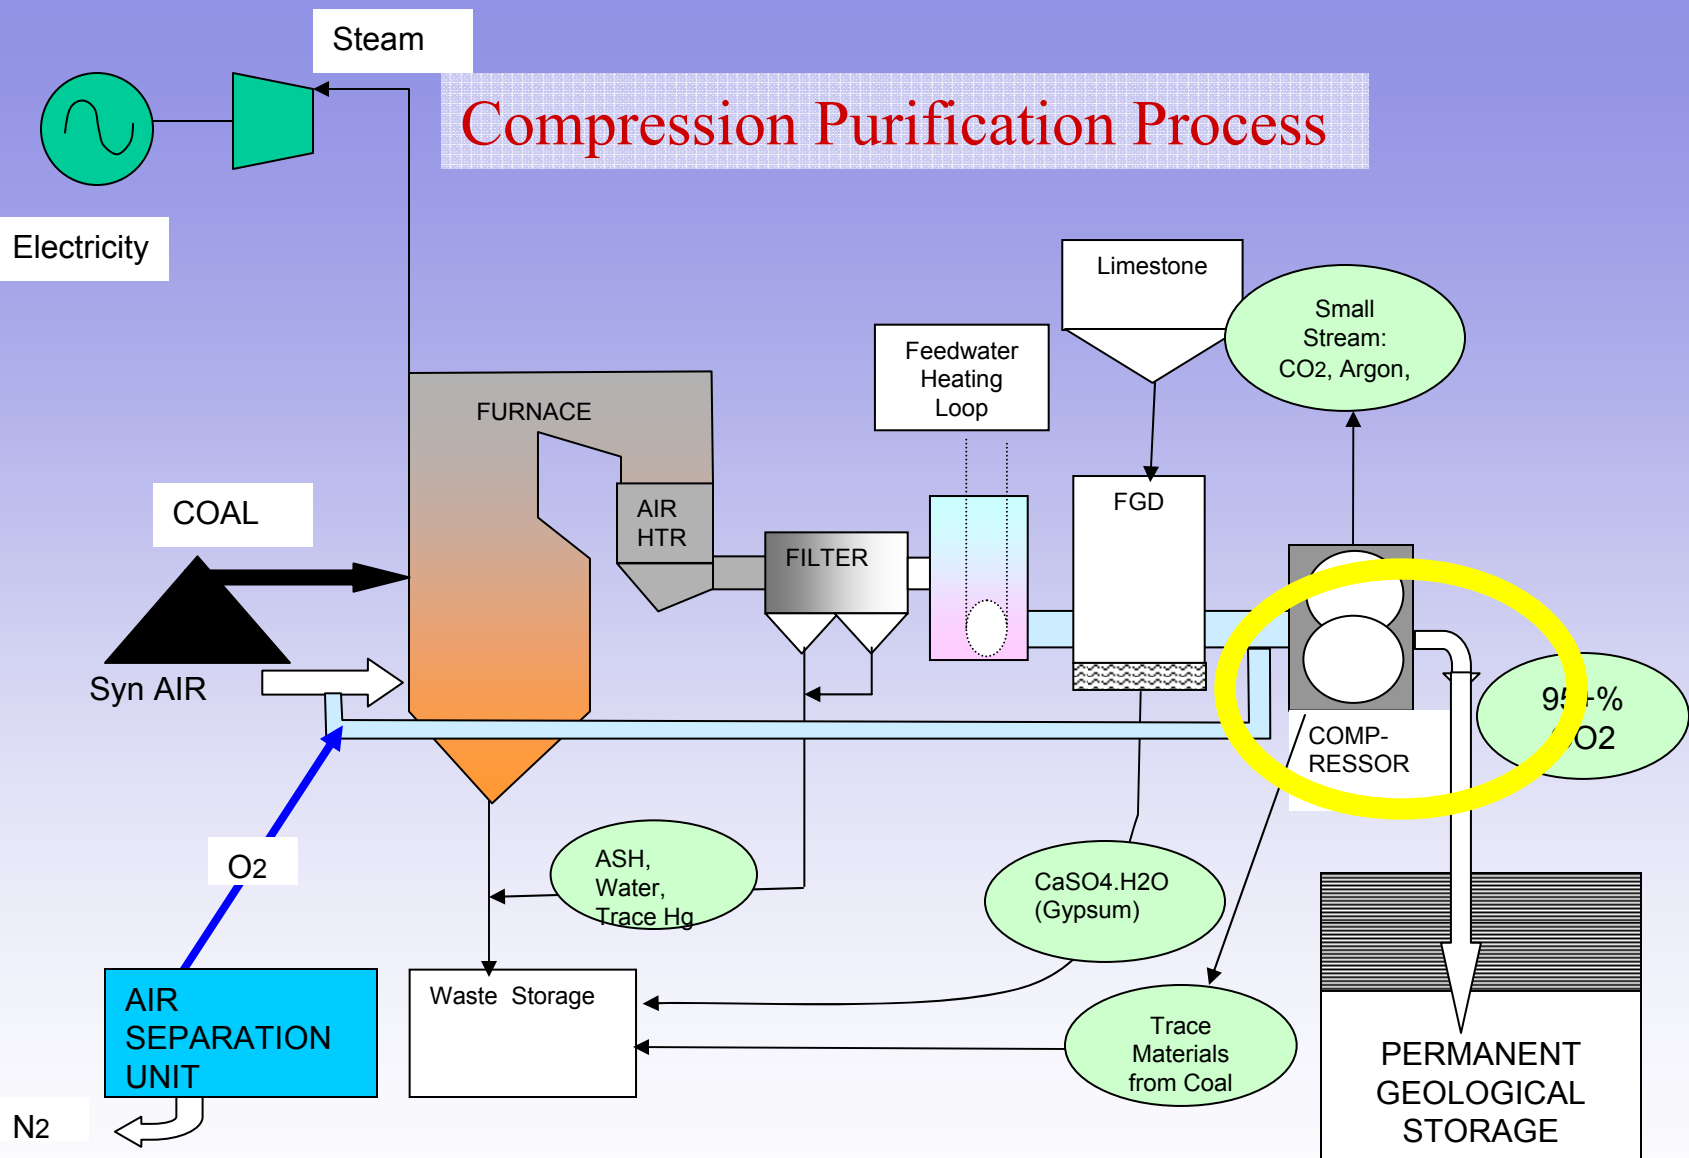 Steam
Compression Purification Process
Electricity
Limestone
Small
Stream:
CO2, Argon,
Feedwater
Heating
Loop
FURNACE
COAL
AIR
HTR
FILTER
FGD
Syn AIR
95+%
CO2
COMP-
RESSOR
O2
ASH,
Water,
Trace Hg
CaSO4.H2O
(Gypsum)
AIR
SEPARATION
UNIT
Waste Storage
Trace
Materials
from Coal
PERMANENT
GEOLOGICAL
STORAGE
N2